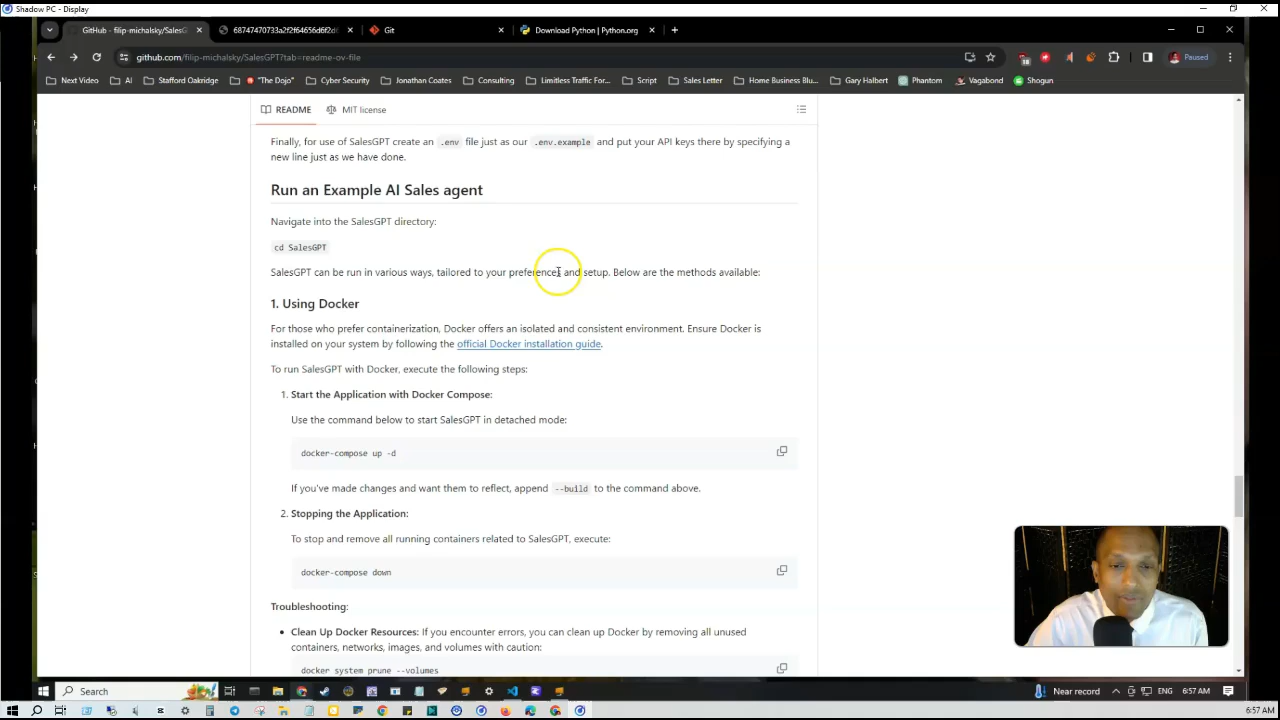 Shadow PC - Display
GitHub - filip-michalsky/SalesG
68747470733a2f2f64656d6f2d
Git
Download Python | Python.org
github.com/filip-michalsky/SalesGPT?tab=readme-ov-file
18
Paused
Next Video
AI
Stafford Oakridge
"The Dojo"
Cyber Security
Jonathan Coates
Consulting
Limitless Traffic For...
Script
Sales Letter
Home Business Blu...
Gary Halbert
Phantom
Vagabond
Shogun
README
MIT license
Finally, for use of SalesGPT create an .env file just as our .env.example and put your API keys there by specifying a
new line just as we have done.
Run an Example AI Sales agent
Navigate into the SalesGPT directory:
cd SalesGPT
SalesGPT can be run in various ways, tailored to your preference and setup. Below are the methods available:
1. Using Docker
For those who prefer containerization, Docker offers an isolated and consistent environment. Ensure Docker is
installed on your system by following the official Docker installation guide.
To run SalesGPT with Docker, execute the following steps:
1. Start the Application with Docker Compose:
Use the command below to start SalesGPT in detached mode:
docker-compose up -d
If you've made changes and want them to reflect, append --build to the command above.
2. Stopping the Application:
To stop and remove all running containers related to SalesGPT, execute:
docker-compose down
Troubleshooting:
• Clean Up Docker Resources: If you encounter errors, you can clean up Docker by removing all unused
containers, networks, images, and volumes with caution:
docker system prune --volumes
Search
Near record
ENG
6:57 AM
ENG
6:57 AM